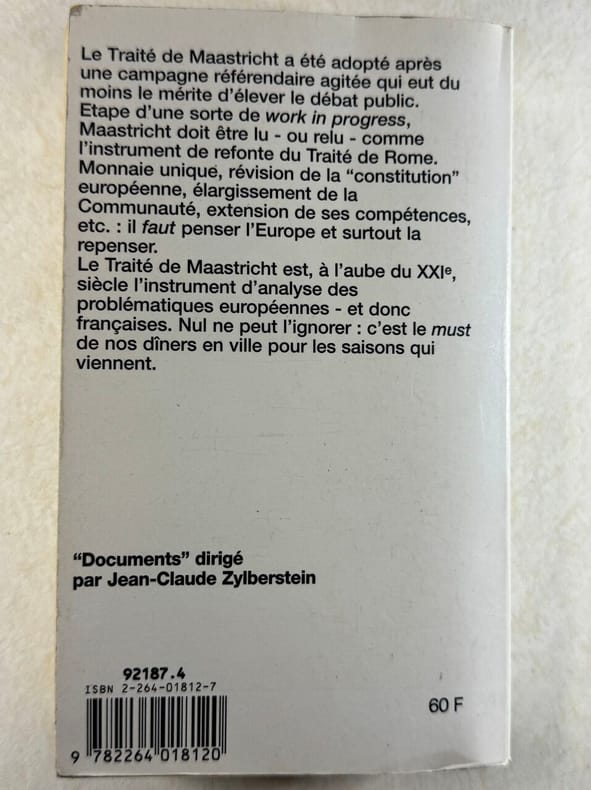 Le Traité de Maastricht a été adopté après
une campagne référendaire agitée qui eut du
moins le mérite d'élever le débat public.
Etape d'une sorte de work in progress,
Maastricht doit être lu - ou relu - comme
l'instrument de refonte du Traité de Rome.
Monnaie unique, révision de la “constitution”
européenne, élargissement de la
Communauté, extension de ses compétences,
etc. : il faut penser l'Europe et surtout la
repenser.
Le Traité de Maastricht est, à l'aube du XXIᵉ,
siècle l'instrument d'analyse des
problématiques européennes - et donc
françaises. Nul ne peut l'ignorer : c'est le must
de nos dîners en ville pour les saisons qui
viennent.
“Documents” dirigé
par Jean-Claude Zylberstein
92187.4
ISBN 2-264-01812-7
60 F
9 782264 018120